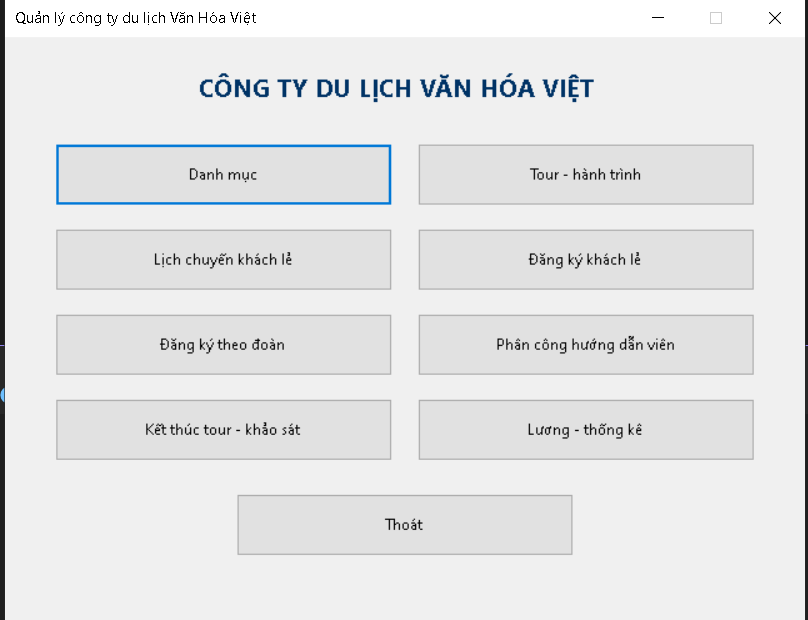 Quản lý công ty du lịch Văn Hóa Việt
CÔNG TY DU LỊCH VĂN HÓA VIỆT
Danh mục
Tour - hành trình
Lịch chuyến khách lẻ
Đăng ký khách lẻ
Đăng ký theo đoàn
Phân công hướng dẫn viên
Kết thúc tour - khảo sát
Lương - thống kê
Thoát